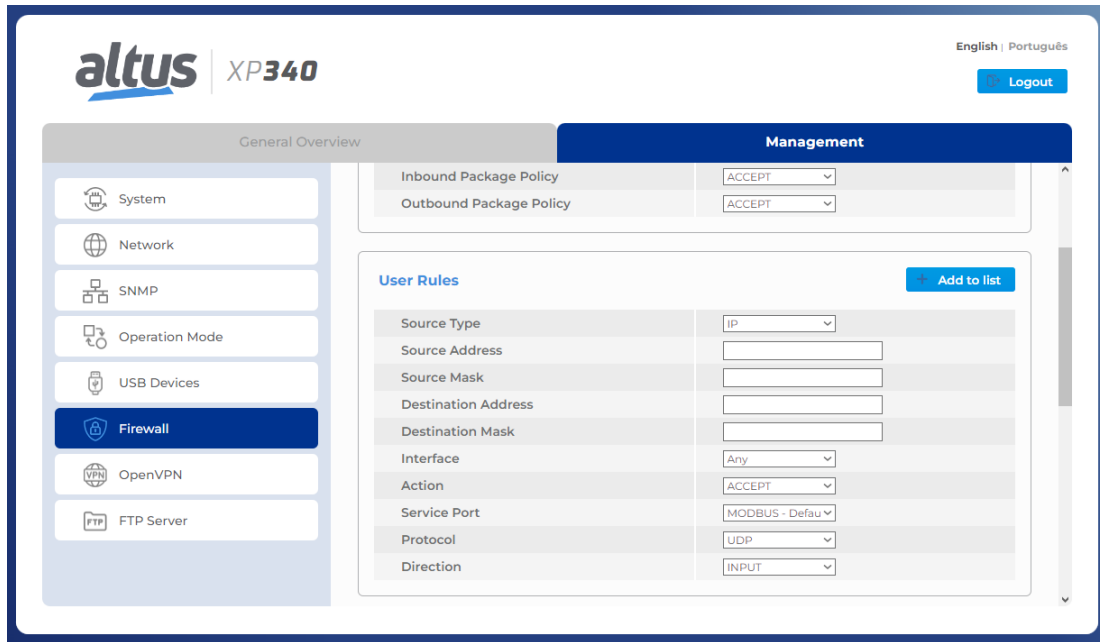 English | Português
altus | XP340
Logout
General Overview
Management
System
Network
SNMP
Operation Mode
USB Devices
Firewall
VPN
OpenVPN
FTP
FTP Server
Inbound Package Policy ACCEPT
Outbound Package Policy ACCEPT
User Rules
+ Add to list
Source Type IP
Source Address
Source Mask
Destination Address
Destination Mask
Interface Any
Action ACCEPT
Service Port MODBUS - Defau
Protocol UDP
Direction INPUT